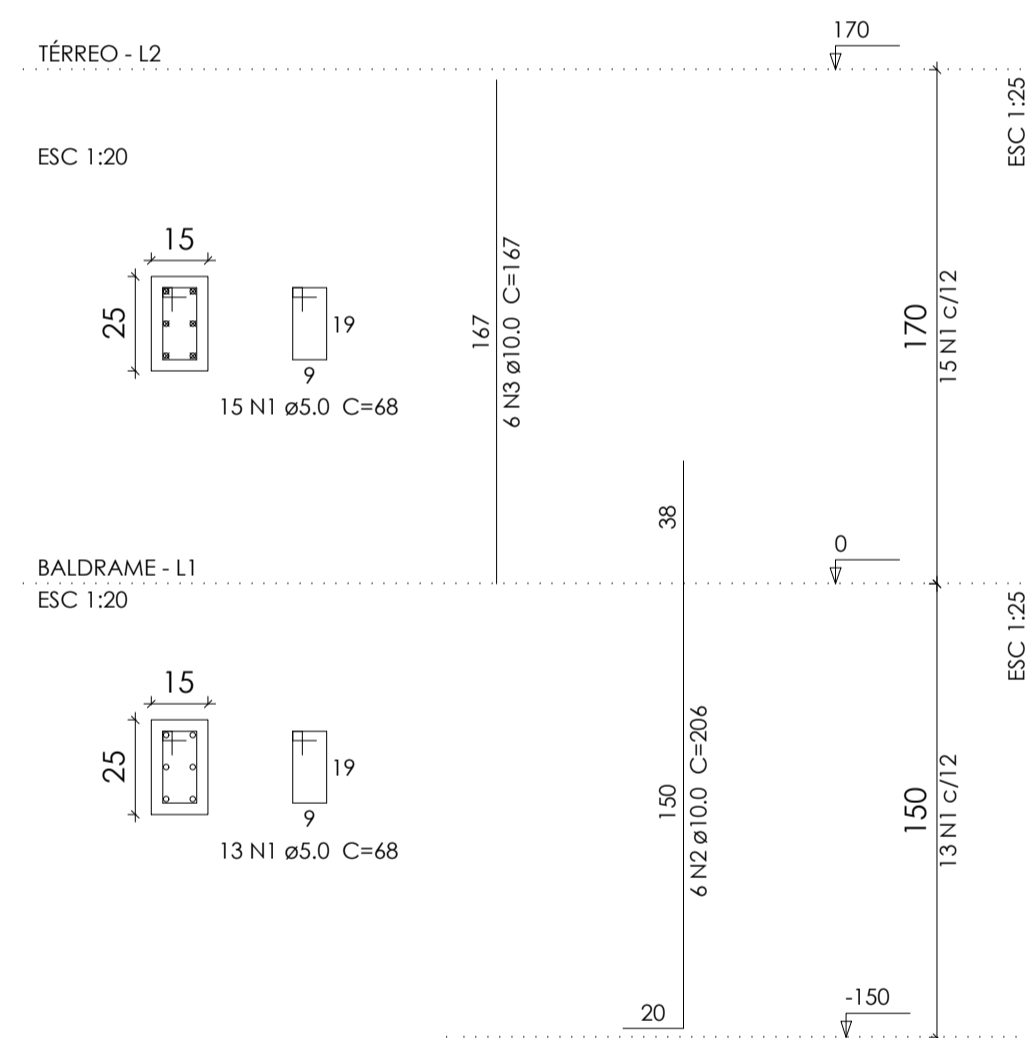 170
TÉRREO - L2
ESC 1:25
ESC 1:20
15
25
19
9
15 N1 ø5.0 C=68
167
6 N3 ø10.0 C=167
170
15 N1 c/12
38
0
BALDRAME - L1
ESC 1:20
ESC 1:25
15
25
19
9
13 N1 ø5.0 C=68
150
6 N2 ø10.0 C=206
150
13 N1 c/12
20
-150